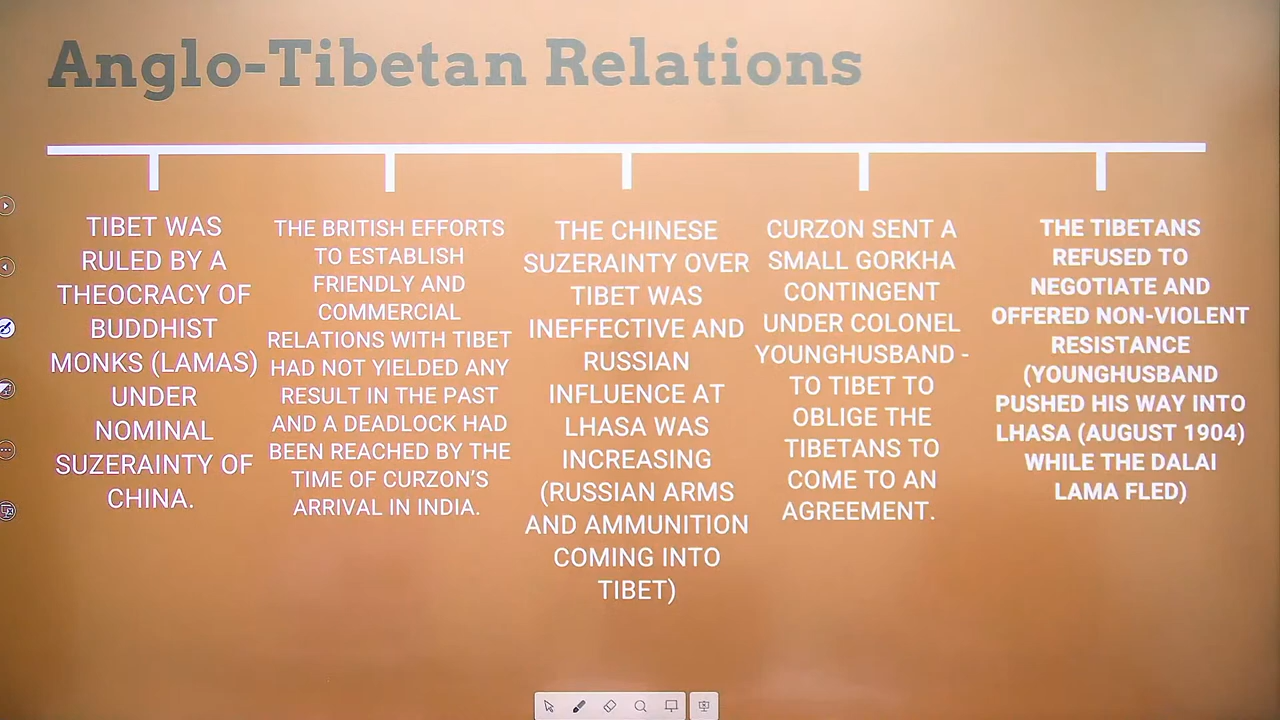 Anglo-Tibetan Relations
TIBET WAS
RULED BY A
THEOCRACY OF
BUDDHIST
MONKS (LAMAS)
UNDER
NOMINAL
SUZERAINTY OF
CHINA.
THE BRITISH EFFORTS
TO ESTABLISH
FRIENDLY AND
COMMERCIAL
RELATIONS WITH TIBET
HAD NOT YIELDED ANY
RESULT IN THE PAST
AND A DEADLOCK HAD
BEEN REACHED BY THE
TIME OF CURZON'S
ARRIVAL IN INDIA.
THE CHINESE
SUZERAINTY OVER
TIBET WAS
INEFFECTIVE AND
RUSSIAN
INFLUENCE AT
LHASA WAS
INCREASING
(RUSSIAN ARMS
AND AMMUNITION
COMING INTO
TIBET)
CURZON SENT A
SMALL GORKHA
CONTINGENT
UNDER COLONEL
YOUNGHUSBAND -
TO TIBET TO
OBLIGE THE
TIBETANS TO
COME TO AN
AGREEMENT.
THE TIBETANS
REFUSED TO
NEGOTIATE AND
OFFERED NON-VIOLENT
RESISTANCE
(YOUNGHUSBAND
PUSHED HIS WAY INTO
LHASA (AUGUST 1904)
WHILE THE DALAI
LAMA FLED)